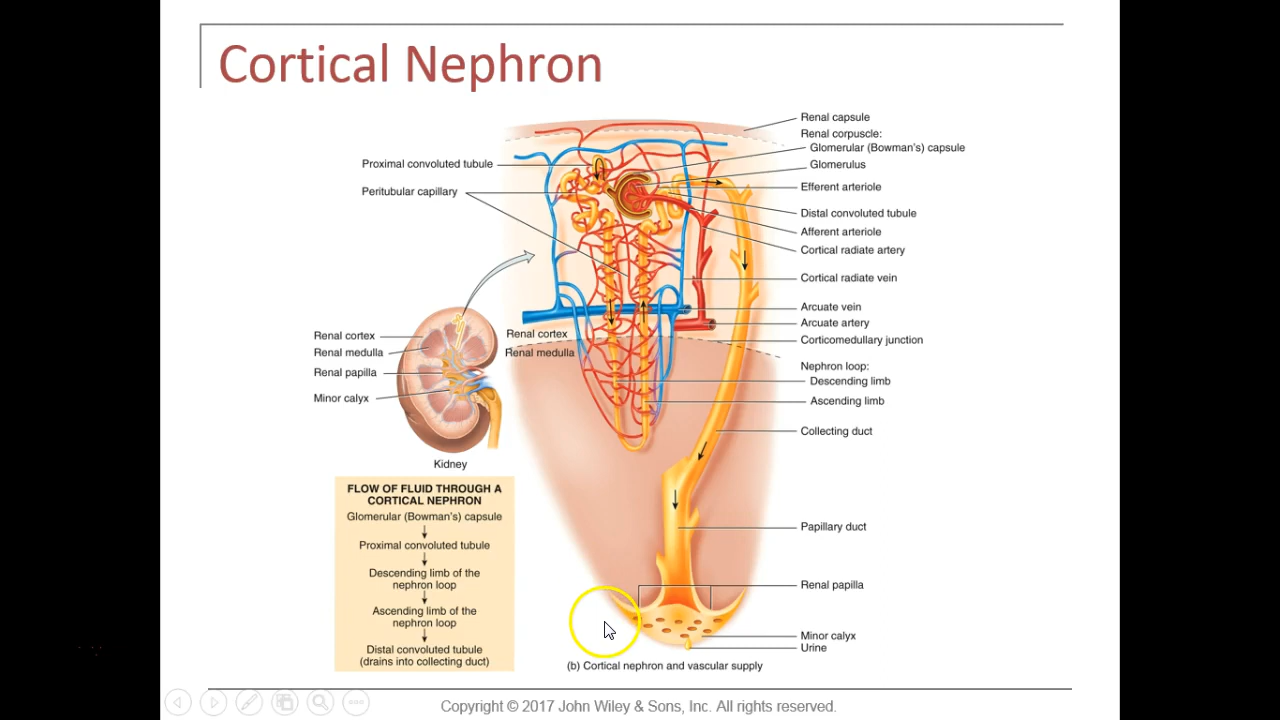 Cortical Nephron
Renal capsule
Renal corpuscle:
Glomerular (Bowman's) capsule
Glomerulus
Efferent arteriole
Distal convoluted tubule
Afferent arteriole
Cortical radiate artery
Cortical radiate vein
Arcuate vein
Arcuate artery
Corticomedullary junction
Nephron loop:
Descending limb
Ascending limb
Collecting duct
Papillary duct
Renal papilla
Minor calyx
Urine
Proximal convoluted tubule
Peritubular capillary
Renal cortex
Renal medulla
Renal cortex
Renal medulla
Renal papilla
Minor calyx
Kidney
FLOW OF FLUID THROUGH A
CORTICAL NEPHRON
Glomerular (Bowman's) capsule
Proximal convoluted tubule
Descending limb of the
nephron loop
Ascending limb of the
nephron loop
Distal convoluted tubule
(drains into collecting duct)
(b) Cortical nephron and vascular supply
Copyright © 2017 John Wiley & Sons, Inc. All rights reserved.